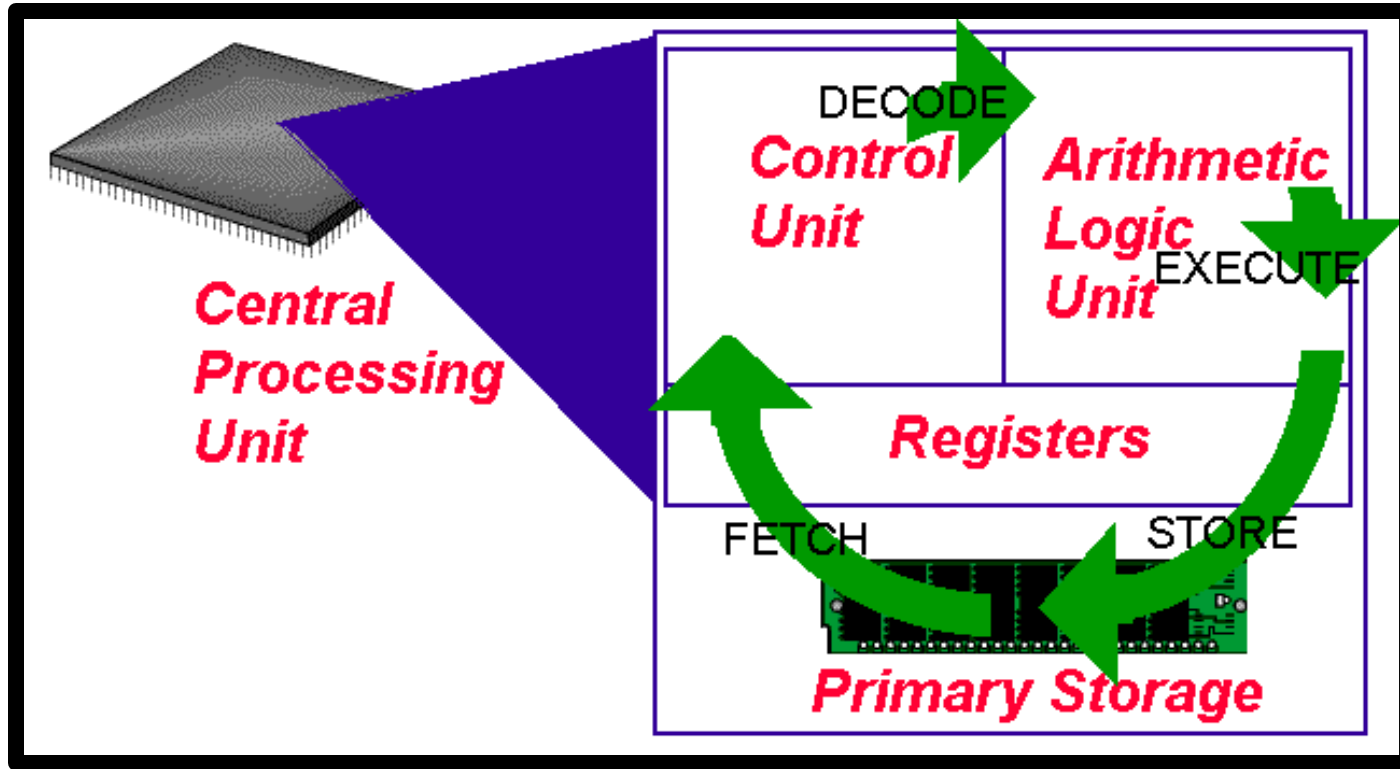 DECODE
Control
Unit
Arithmetic
Logic
Unit
EXECUTE
Central
Processing
Unit
Registers
FETCH
STORE
Primary Storage